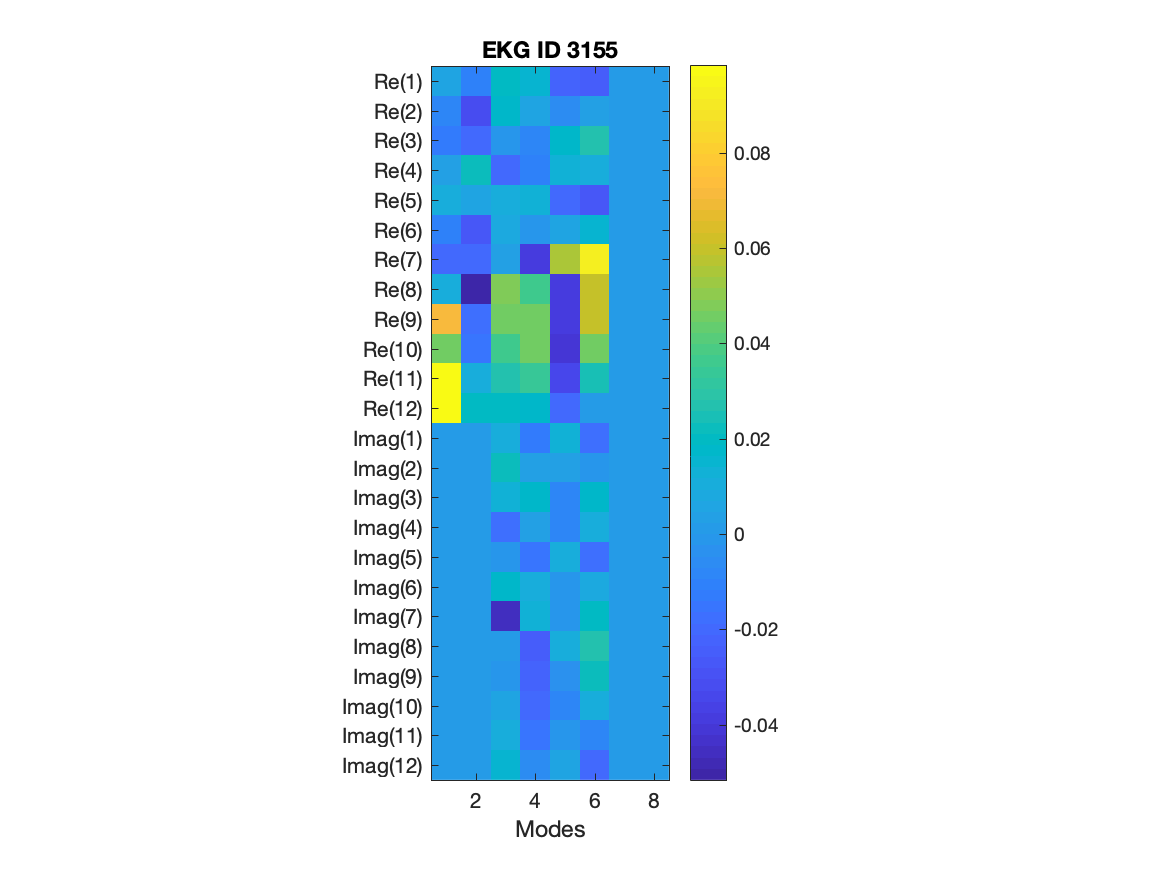 EKG ID 3155
Re(1)
Re(2)
Re(3)
Re(4)
Re(5)
Re(6)
Re(7)
Re(8)
Re(9)
Re(10)
Re(11)
Re(12)
Imag(1)
Imag(2)
Imag(3)
Imag(4)
Imag(5)
Imag(6)
Imag(7)
Imag(8)
Imag(9)
Imag(10)
Imag(11)
Imag(12)
2 4 6 8
Modes
0.08
0.06
0.04
0.02
0
-0.02
-0.04